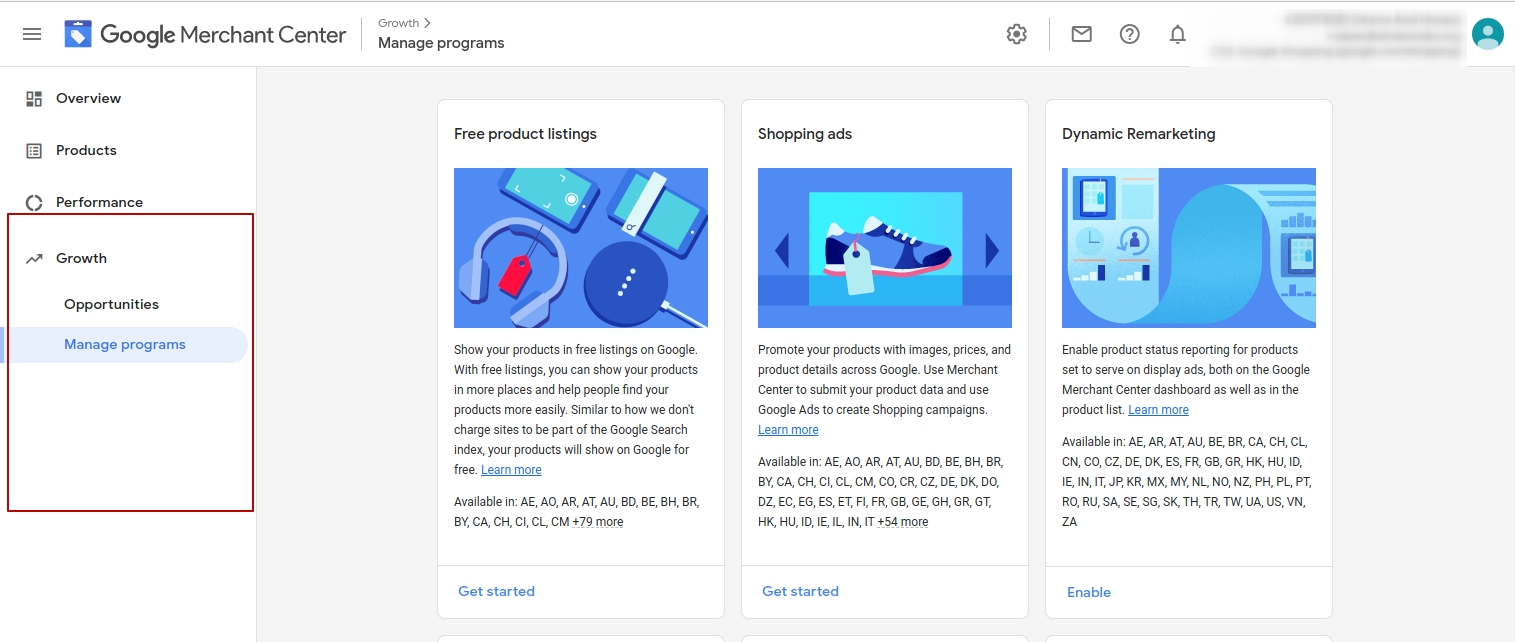 Google Merchant Center
Growth
Manage programs
Overview
Products
Performance
Growth
Opportunities
Manage programs
Free product listings
Show your products in free listings on Google.
With free listings, you can show your products
in more places and help people find your
products more easily. Similar to how we don't
charge sites to be part of the Google Search
index, your products will show on Google for
free. Learn more
Available in: AE, AO, AR, AT, AU, BD, BE, BH, BR,
BY, CA, CH, CI, CL, CM +79 more
Get started
Shopping ads
Promote your products with images, prices, and
product details across Google. Use Merchant
Center to submit your product data and use
Google Ads to create Shopping campaigns.
Learn more
Available in: AE, AO, AR, AT, AU, BD, BE, BH, BR,
BY, CA, CH, CI, CL, CM, CO, CR, CZ, DE, DK, DO,
DZ, EC, EG, ES, ET, FI, FR, GB, GE, GH, GR, GT,
HK, HU, ID, IE, IL, IN, IT +54 more
Get started
Dynamic Remarketing
Enable product status reporting for products
set to serve on display ads, both on the Google
Merchant Center dashboard as well as in the
product list. Learn more
Available in: AE, AR, AT, AU, BE, BR, CA, CH, CL,
CN, CO, CZ, DE, DK, ES, FR, GB, GR, HK, HU, ID,
IE, IN, IT, JP, KR, MX, MY, NL, NO, NZ, PH, PL, PT,
RO, RU, SA, SE, SG, SK, TH, TR, TW, UA, US, VN,
ZA
Enable